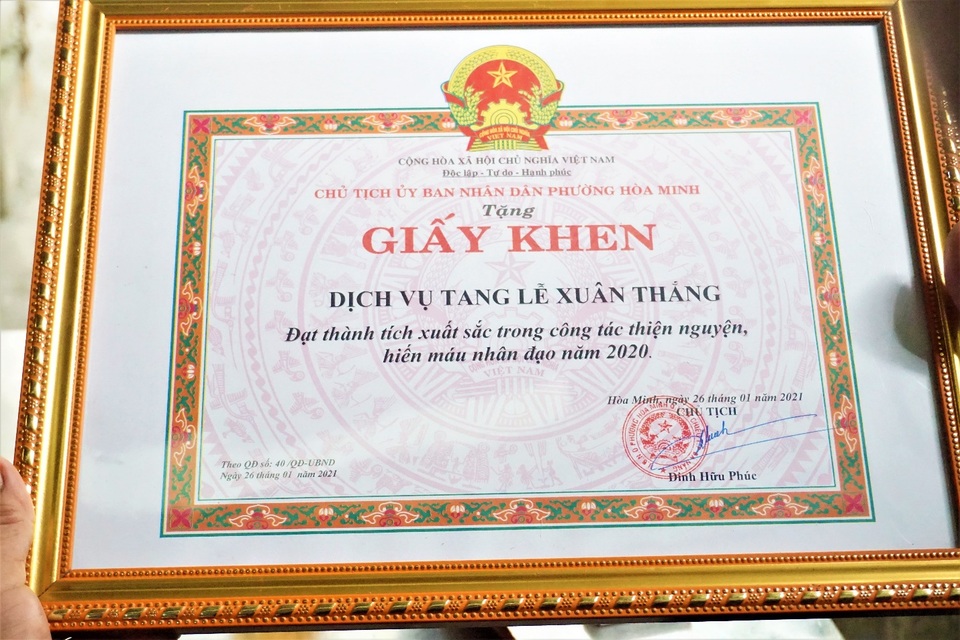 CỘNG HÒA XÃ HỘI CHỦ NGHĨA VIỆT NAM
Độc lập - Tự do - Hạnh phúc
CHỦ TỊCH ỦY BAN NHÂN DÂN PHƯỜNG HÒA MINH
Tặng
GIẤY KHEN
DỊCH VỤ TANG LỄ XUÂN THẮNG
Đạt thành tích xuất sắc trong công tác thiện nguyện,
hiến máu nhân đạo năm 2020.
Hòa Minh, ngày 26 tháng 01 năm 2021
CHỦ TỊCH
Theo QĐ số: 40 /QĐ-UBND
Ngày 26 tháng 01 năm 2021
Đinh Hữu Phúc
VIỆT NAM